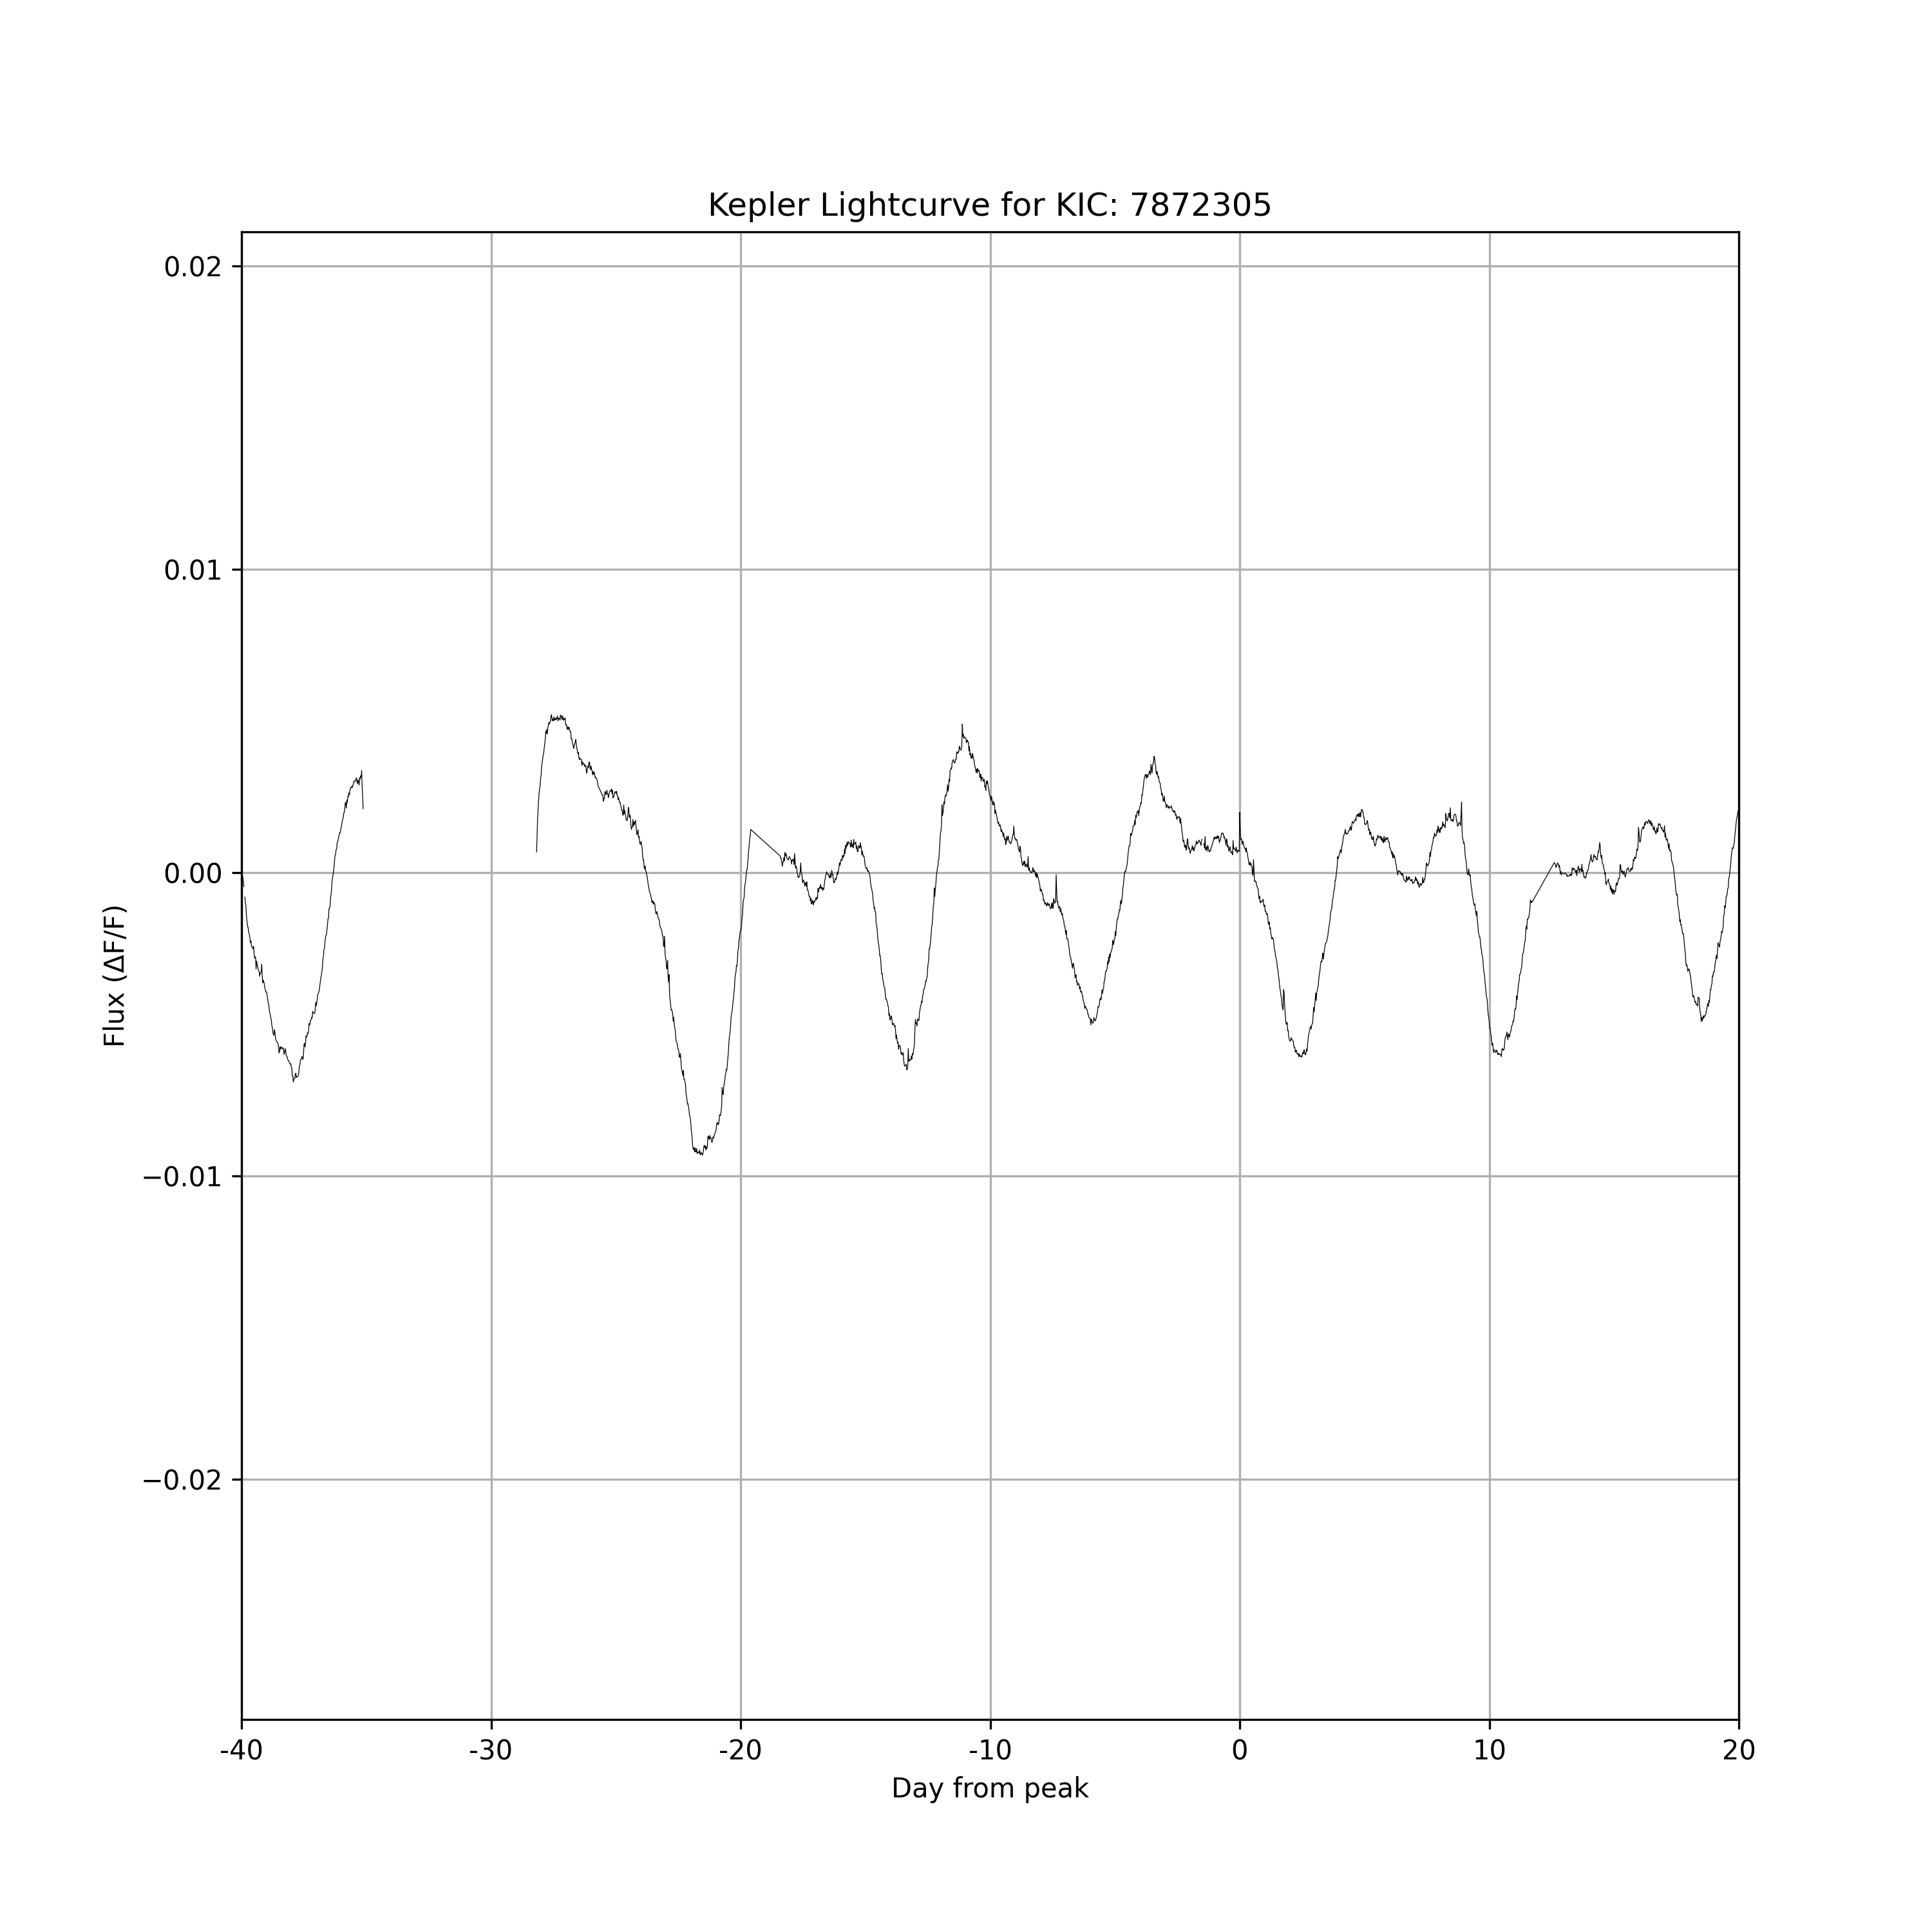 Kepler Lightcurve for KIC: 7872305
0.02
0.01
0.00
−0.01
−0.02
Flux (ΔF/F)
-40 -30 -20 -10 0 10 20
Day from peak